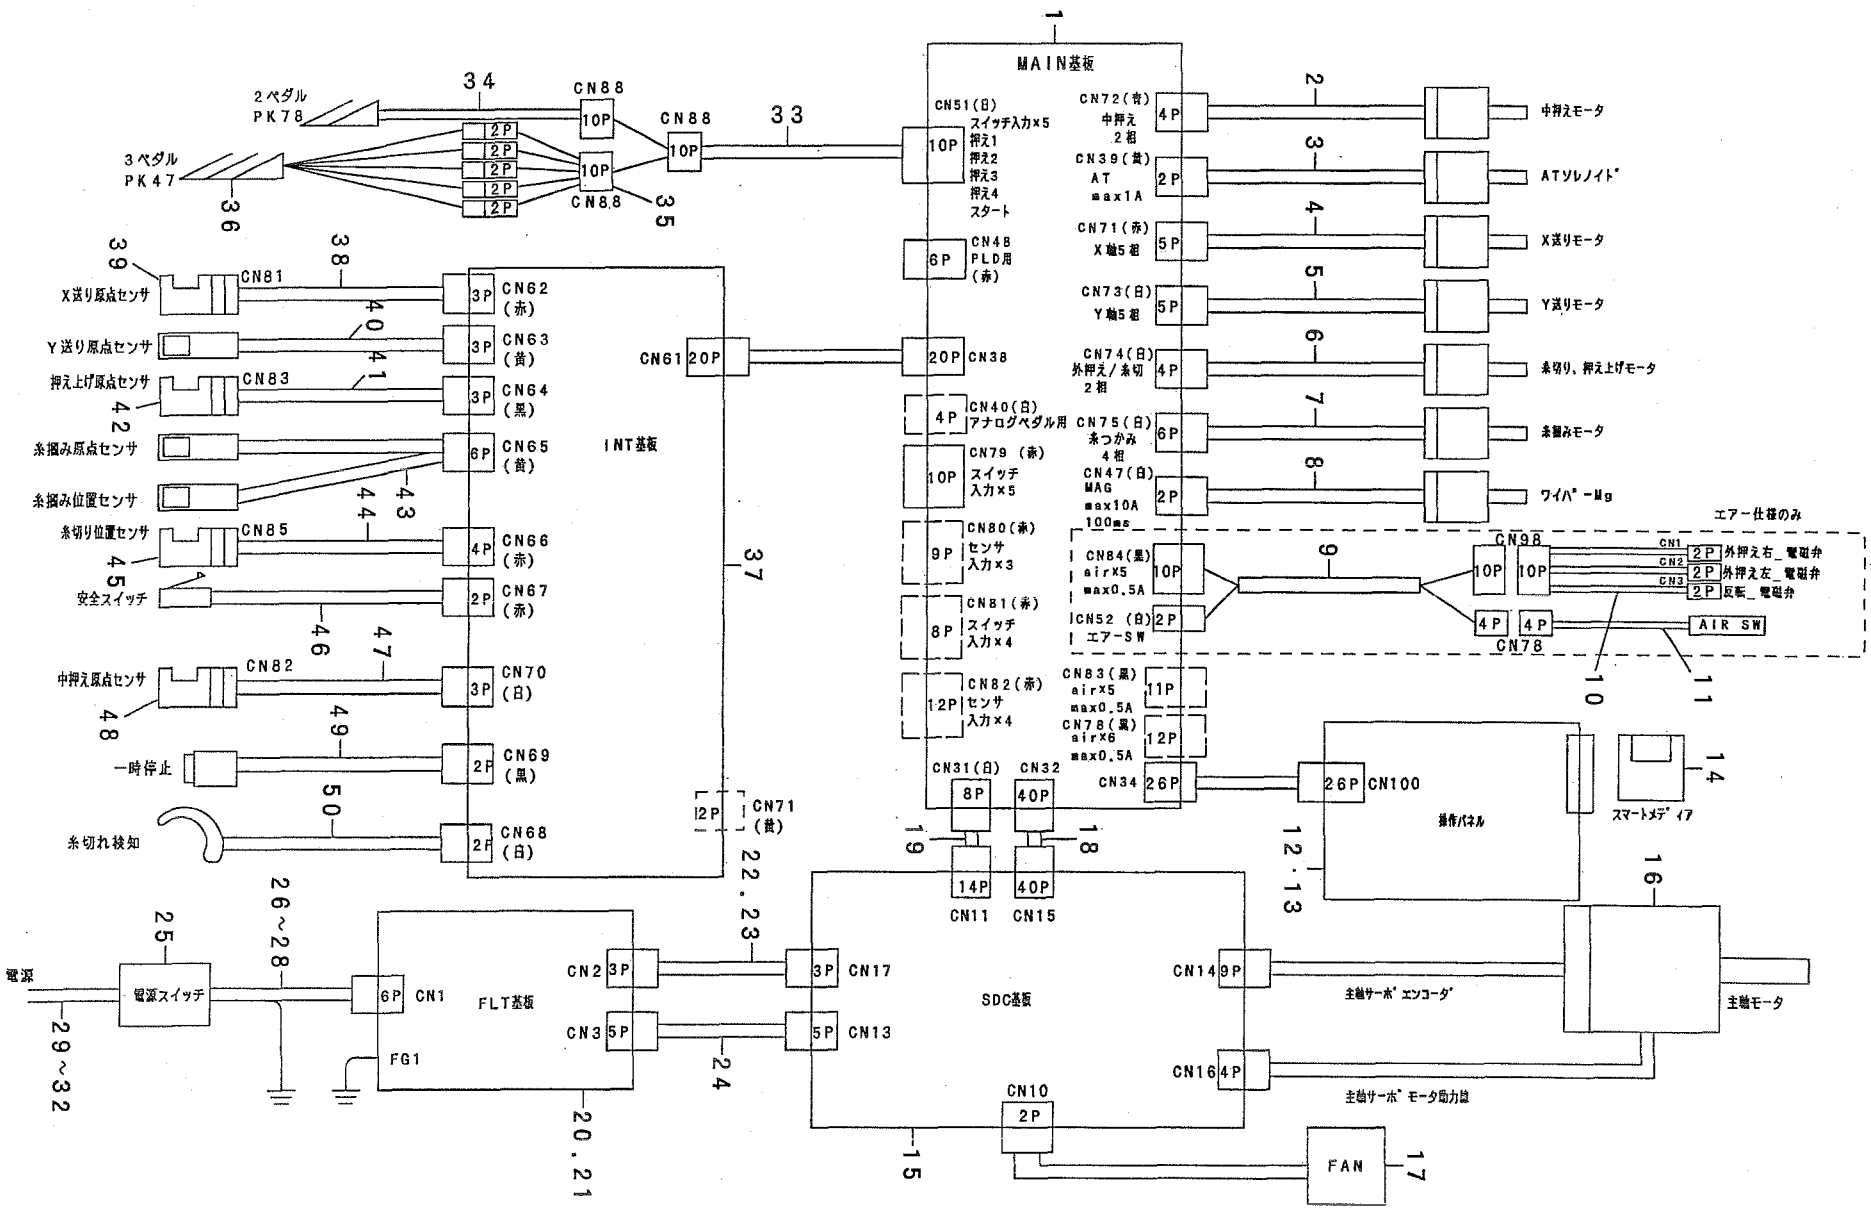 1
MAIN基板
2ペダル
PK78
34
CN88
10P
CN88
10P
33
3ペダル
PK47
36
2P
2P
2P
2P
2P
10P
CN88
35
CN51(白)
スイッチ入力×5
10P
押え1
押え2
押え3
押え4
スタート
6P
CN48
PLD用
(赤)
20P
CN38
4P
CN40(白)
アナログペダル用
10P
CN79 (赤)
スイッチ
入力×5
9P
CN80(赤)
センサ
入力×3
8P
CN81(赤)
スイッチ
入力×4
12P
CN82(赤)
センサ
入力×4
CN72(青)
中押え
2相
4P
2
中押えモータ
CN39(黄)
AT
max1A
2P
3
ATソレノイド
CN71(赤)
X軸5相
5P
4
X送りモータ
CN73(白)
Y軸5相
5P
5
Y送りモータ
CN74(白)
外押え/糸切
2相
4P
6
糸切り、押え上げモータ
CN75(白)
糸つかみ
4相
6P
7
糸掴みモータ
CN47(白)
MAG
max10A
100ms
2P
8
ワイパーMg
エアー仕様のみ
CN84(黒)
air×5
max0.5A
10P
CN52 (白)
エアーSW
2P
9
10P
CN98
10P
CN1
2P
外押え右_電磁弁
CN2
2P
外押え左_電磁弁
CN3
2P
反転_電磁弁
4P
4P
CN78
AIR SW
10
11
CN83(黒)
air×5
max0.5A
11P
CN78(黒)
air×6
max0.5A
12P
CN34
26P
26P
CN100
操作パネル
12・13
14
スマートメディア
39
X送り原点センサ
CN81
38
3P
CN62
(赤)
Y送り原点センサ
40
3P
CN63
(黄)
押え上げ原点センサ
42
CN83
41
3P
CN64
(黒)
糸掴み原点センサ
6P
CN65
(黄)
糸掴み位置センサ
43
糸切り位置センサ
45
CN85
44
4P
CN66
(赤)
安全スイッチ
46
2P
CN67
(赤)
中押え原点センサ
48
CN82
47
3P
CN70
(白)
一時停止
49
2P
CN69
(黒)
糸切れ検知
50
2P
CN68
(白)
INT基板
CN61
20P
37
2P
CN71
(黄)
CN31(白)
8P
CN32
40P
19
18
14P
CN11
40P
CN15
電源
29～32
25
電源スイッチ
26～28
6P
CN1
FLT基板
FG1
CN2
3P
CN3
5P
20.21
22.23
24
3P
CN17
5P
CN13
SDC基板
15
CN10
2P
CN14
9P
主軸サーボエンコーダ
CN16
4P
主軸サーボモータ動力線
16
主軸モータ
FAN
17